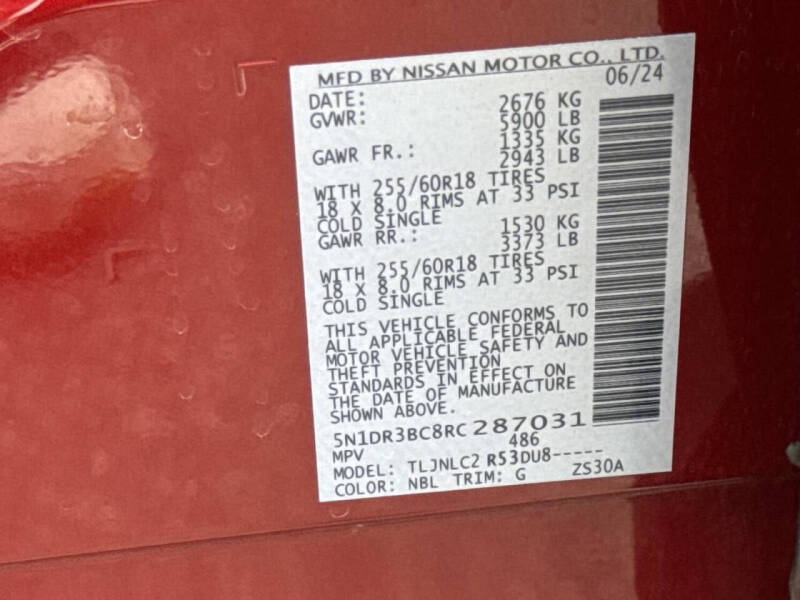 MFD BY NISSAN MOTOR CO., LTD.
DATE: 06/24
GVWR: 2676 KG
5900 LB
GAWR FR.: 1335 KG
2943 LB
WITH 255/60R18 TIRES
18 X 8.0 RIMS AT 33 PSI
COLD SINGLE
GAWR RR.: 1530 KG
3373 LB
WITH 255/60R18 TIRES
18 X 8.0 RIMS AT 33 PSI
COLD SINGLE
THIS VEHICLE CONFORMS TO
ALL APPLICABLE FEDERAL
MOTOR VEHICLE SAFETY AND
THEFT PREVENTION
STANDARDS IN EFFECT ON
THE DATE OF MANUFACTURE
SHOWN ABOVE.
5N1DR3BC8RC287031
MPV 486
MODEL: TLJNLC2 R53DU8-----
COLOR: NBL TRIM: G ZS30A